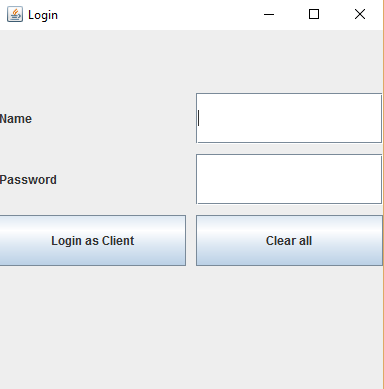 Login
Name
Password
Login as Client
Clear all